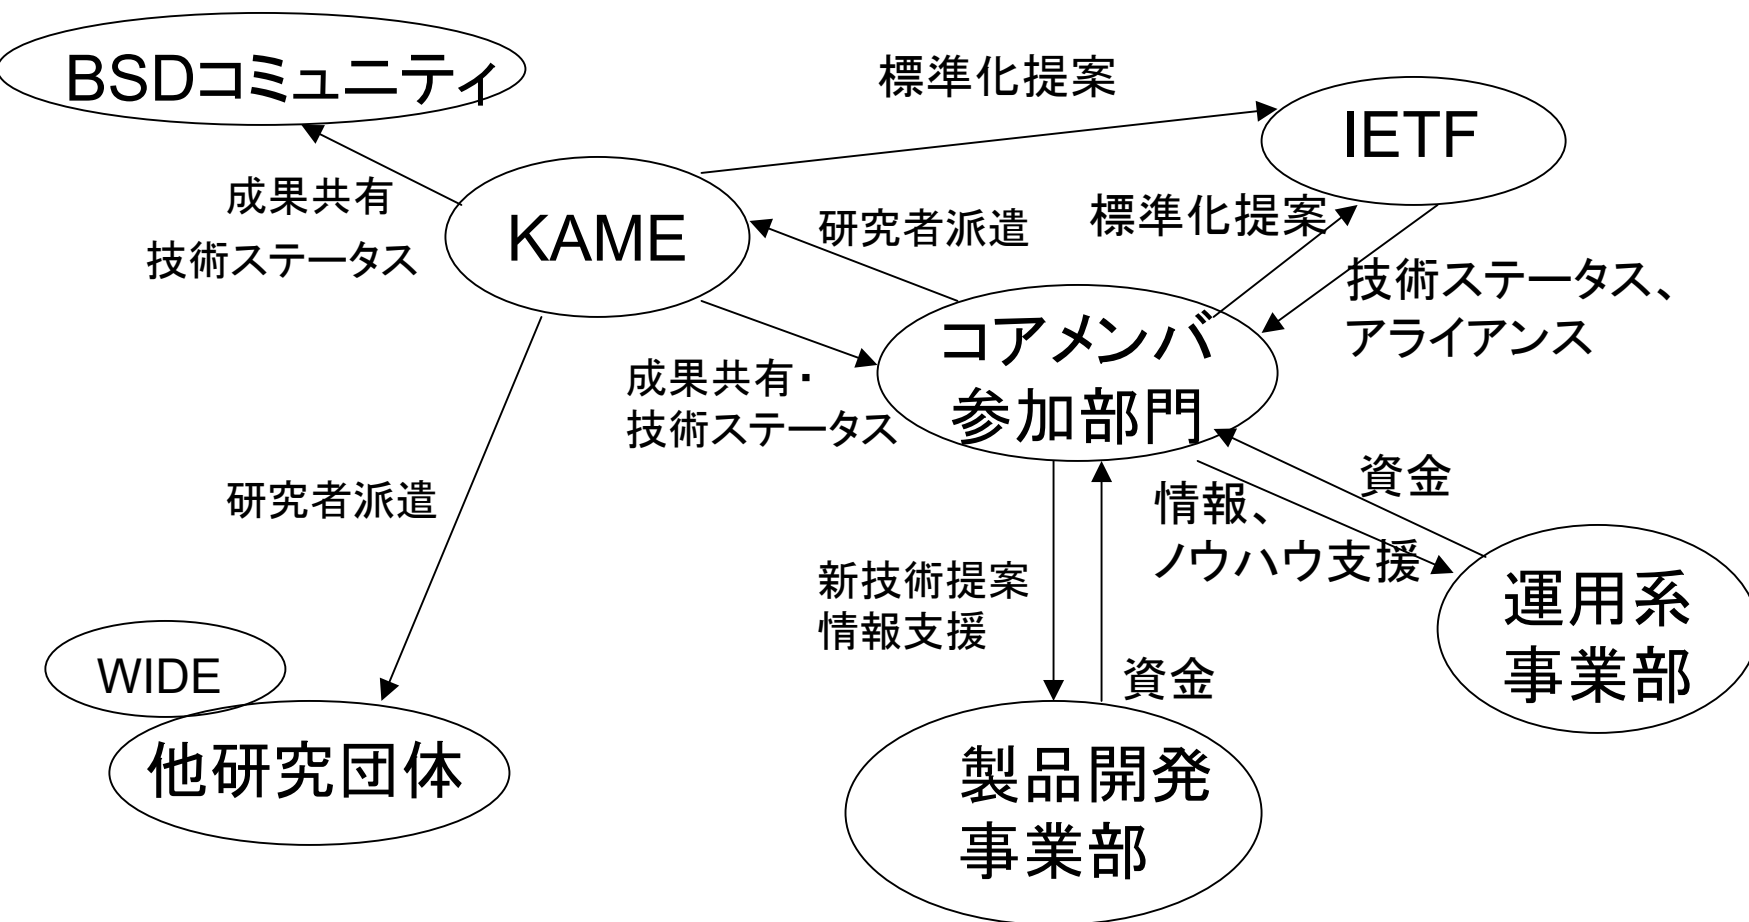 BSDコミュニティ
標準化提案
IETF
成果共有
技術ステータス
KAME
研究者派遣
標準化提案
技術ステータス、
アライアンス
コアメンバ
参加部門
成果共有・
技術ステータス
資金
情報、
ノウハウ支援
研究者派遣
新技術提案
情報支援
運用系
事業部
WIDE
資金
他研究団体
製品開発
事業部